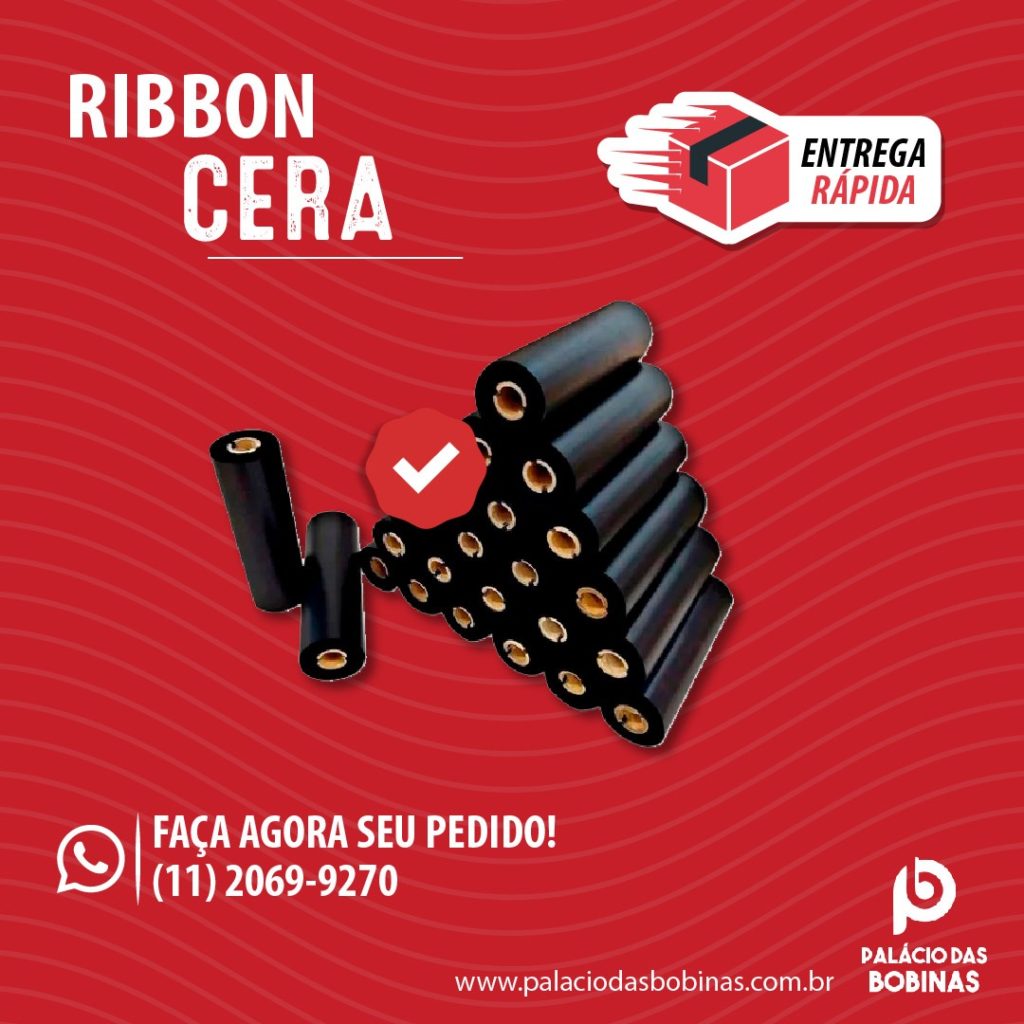 RIBBON
CERA
ENTREGA
RÁPIDA
FAÇA AGORA SEU PEDIDO!
(11) 2069-9270
PALÁCIO DAS
BOBINAS
www.palaciodasbobinas.com.br